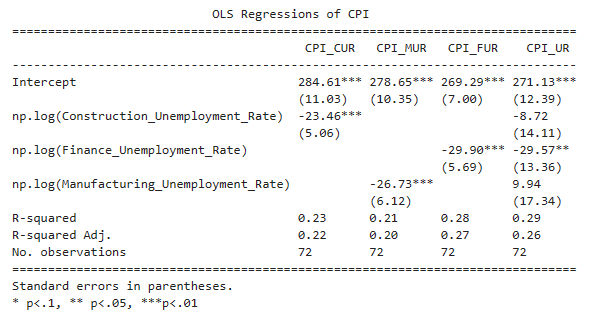 OLS Regressions of CPI
================================================================================
CPI_CUR CPI_MUR CPI_FUR CPI_UR
--------------------------------------------------------------------------------
Intercept 284.61*** 278.65*** 269.29*** 271.13***
(11.03) (10.35) (7.00) (12.39)
np.log(Construction_Unemployment_Rate) -23.46*** -8.72
(5.06) (14.11)
np.log(Finance_Unemployment_Rate) -29.90*** -29.57**
(5.69) (13.36)
np.log(Manufacturing_Unemployment_Rate) -26.73*** 9.94
(6.12) (17.34)
R-squared 0.23 0.21 0.28 0.29
R-squared Adj. 0.22 0.20 0.27 0.26
No. observations 72 72 72 72
================================================================================
Standard errors in parentheses.
* p<.1, ** p<.05, ***p<.01